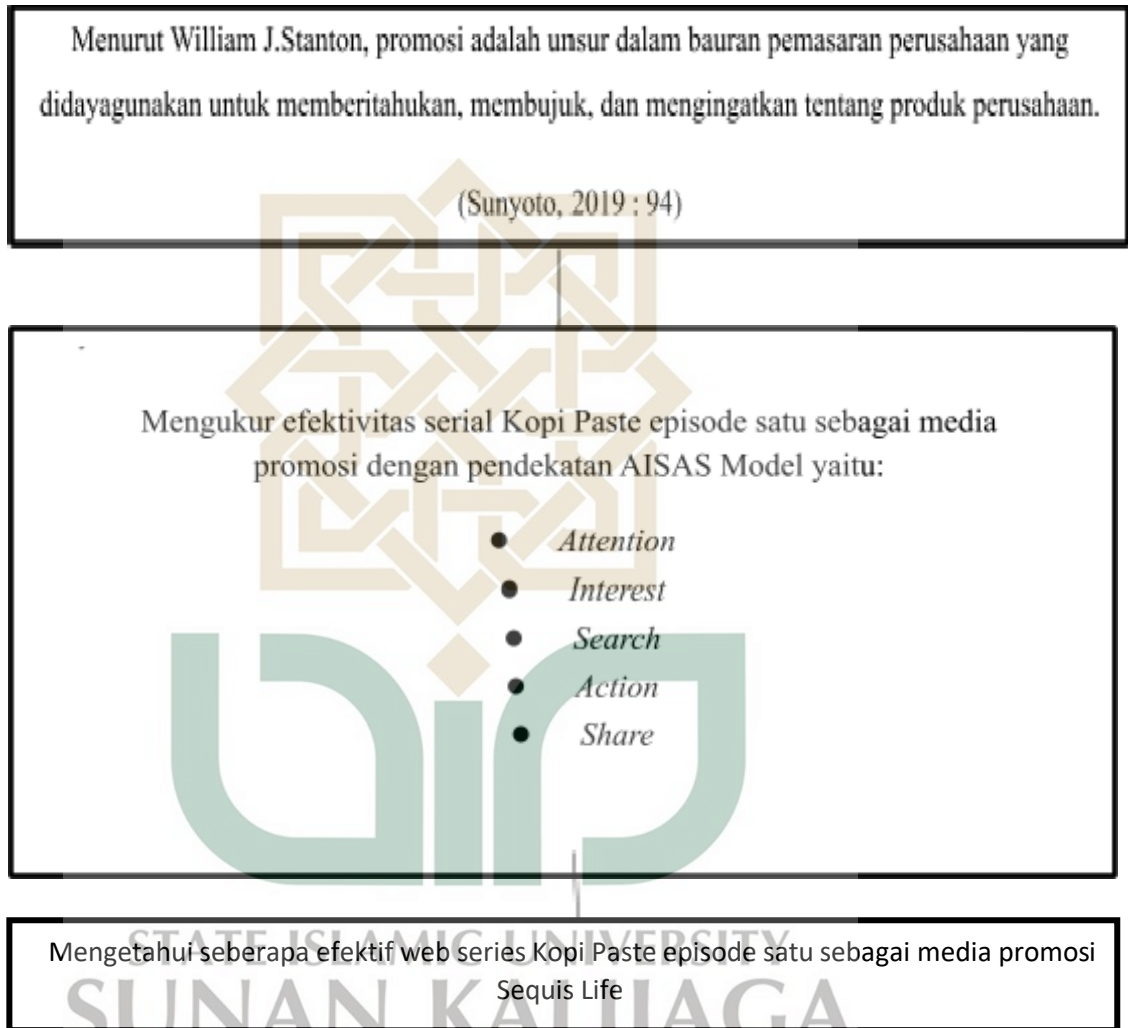 Menurut William J.Stanton, promosi adalah unsur dalam bauran pemasaran perusahaan yang
didayagunakan untuk memberitahukan, membujuk, dan mengingatkan tentang produk perusahaan.
(Sunyoto, 2019 : 94)
Mengukur efektivitas serial Kopi Paste episode satu sebagai media
promosi dengan pendekatan AISAS Model yaitu:
● Attention
● Interest
● Search
● Action
● Share
STATE ISLAMIC UNIVERSITY
Mengetahui seberapa efektif web series Kopi Paste episode satu sebagai media promosi
Sequis Life
SUNAN KALIJAGA